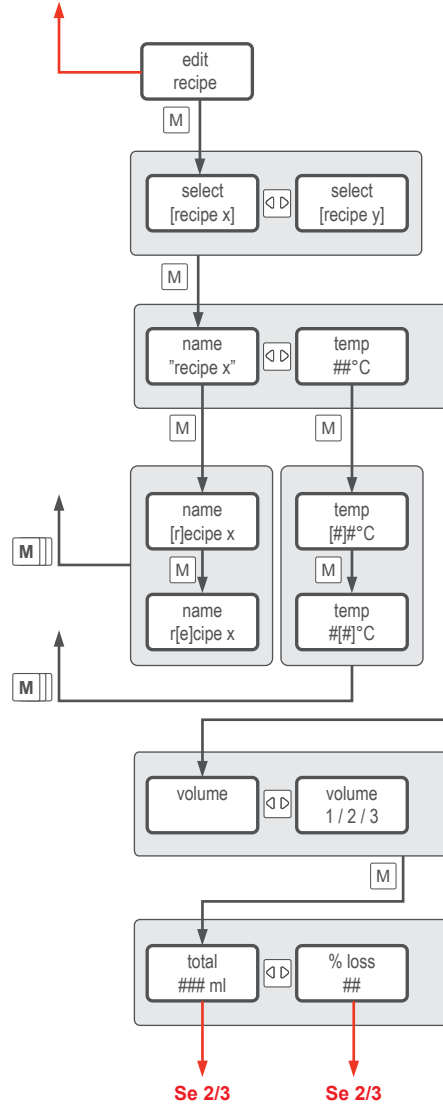 edit
recipe
M
select
[recipe x]
select
[recipe y]
M
name
"recipe x"
temp
##°C
M
M
name
[r]ecipe x
temp
[#]#°C
M
M
M
name
r[e]cipe x
temp
#[#]°C
M
volume
volume
1 / 2 / 3
M
total
### ml
% loss
##
Se 2/3
Se 2/3